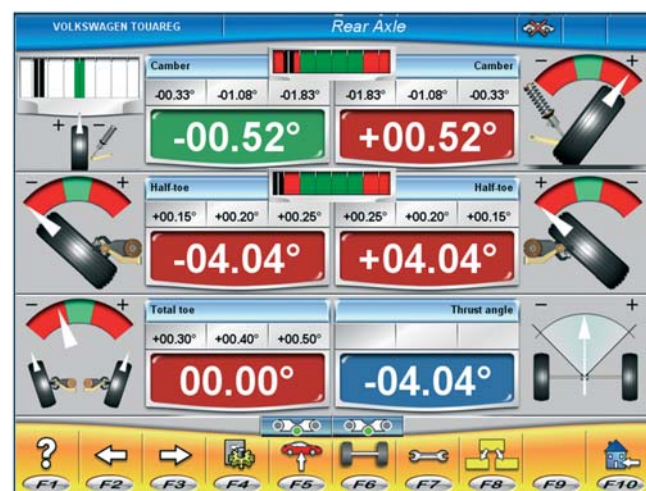 VOLKSWAGEN TOUAREG Rear Axle
Camber Camber
-00.33° -01.08° -01.83° -01.83° -01.08° -00.33°
+ - - +
-00.52° +00.52°
+ -
Half-toe Half-toe
- + + -
+00.15° +00.20° +00.25° +00.25° +00.20° +00.15°
-04.04° +04.04°
Total toe Thrust angle
- + - +
+00.30° +00.40° +00.50°
00.00° -04.04°
?
F1 F2 F3 F4 F5 F6 F7 F8 F9 F10